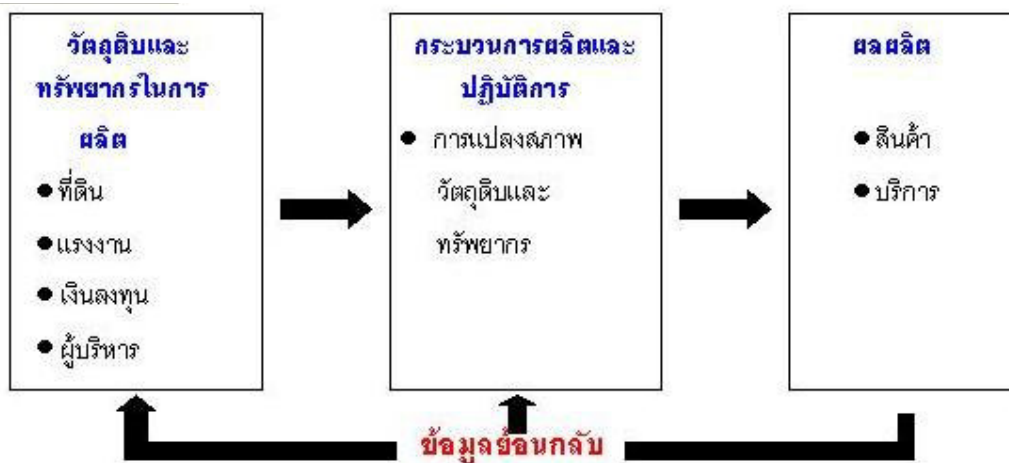 วัตถุดิบและ
ทรัพยากรในการ
ผลิต
● ที่ดิน
● แรงงาน
● เงินลงทุน
● ผู้บริหาร
กระบวนการผลิตและ
ปฏิบัติการ
● การแปลงสภาพ
วัตถุดิบและ
ทรัพยากร
ผลผลิต
● สินค้า
● บริการ
ข้อมูลย้อนกลับ